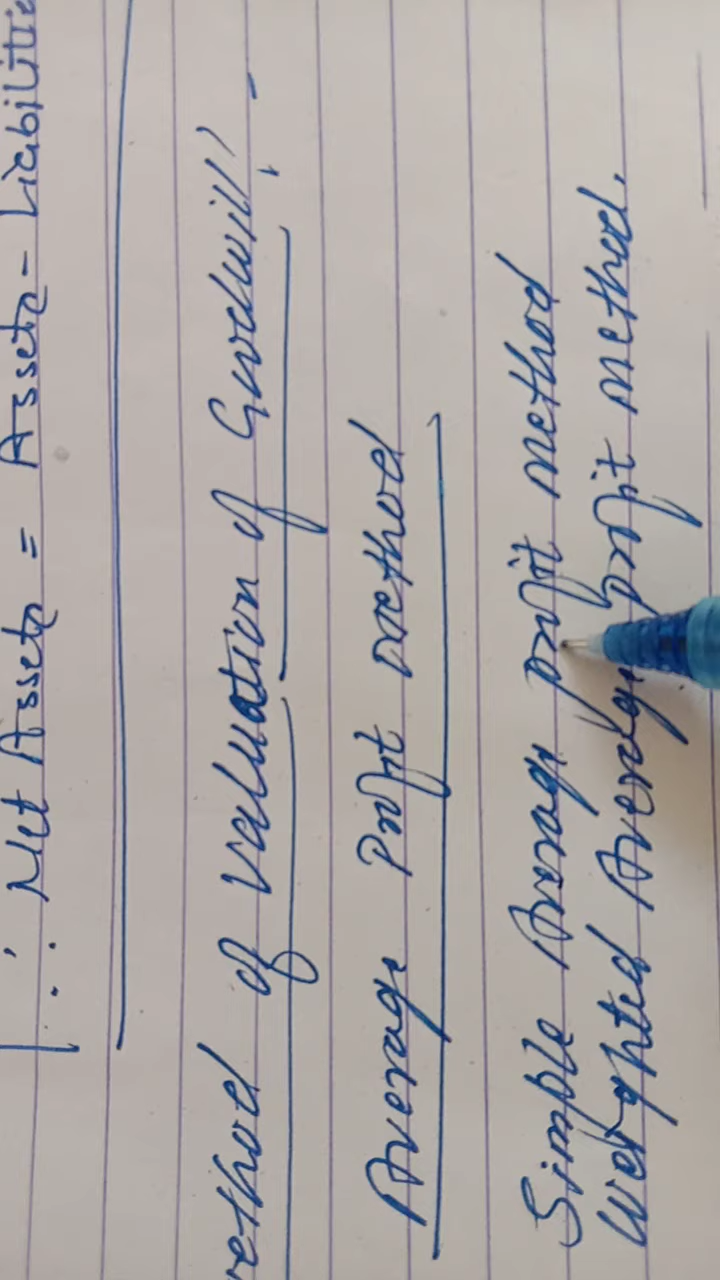 ∴ Net Assets = Assets - Liabilitie
ethod of valuation of Goodwill! -
Average Profit method
Simple Average profit method
Weighted Average profit method.